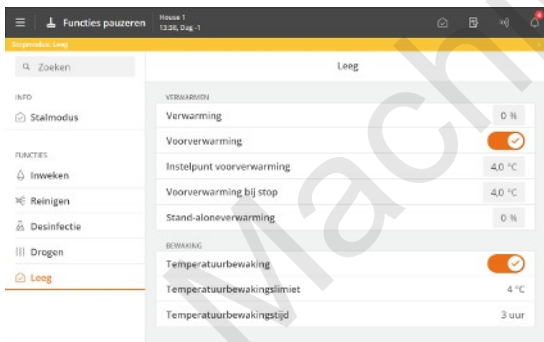 Functies pauzeren
House 1
13:38, Dag -1
Stopmodus: Leeg
Zoeken
INFO
Stalmodus
FUNCTIES
Inweken
Reinigen
Desinfectie
Drogen
Leeg
Leeg
VERWARMEN
Verwarming 0 %
Voorverwarming
Instelpunt voorverwarming 4,0 °C
Voorverwarming bij stop 4,0 °C
Stand-aloneverwarming 0 %
BEWAKING
Temperatuurbewaking
Temperatuurbewakingslimiet 4 °C
Temperatuurbewakingstijd 3 uur